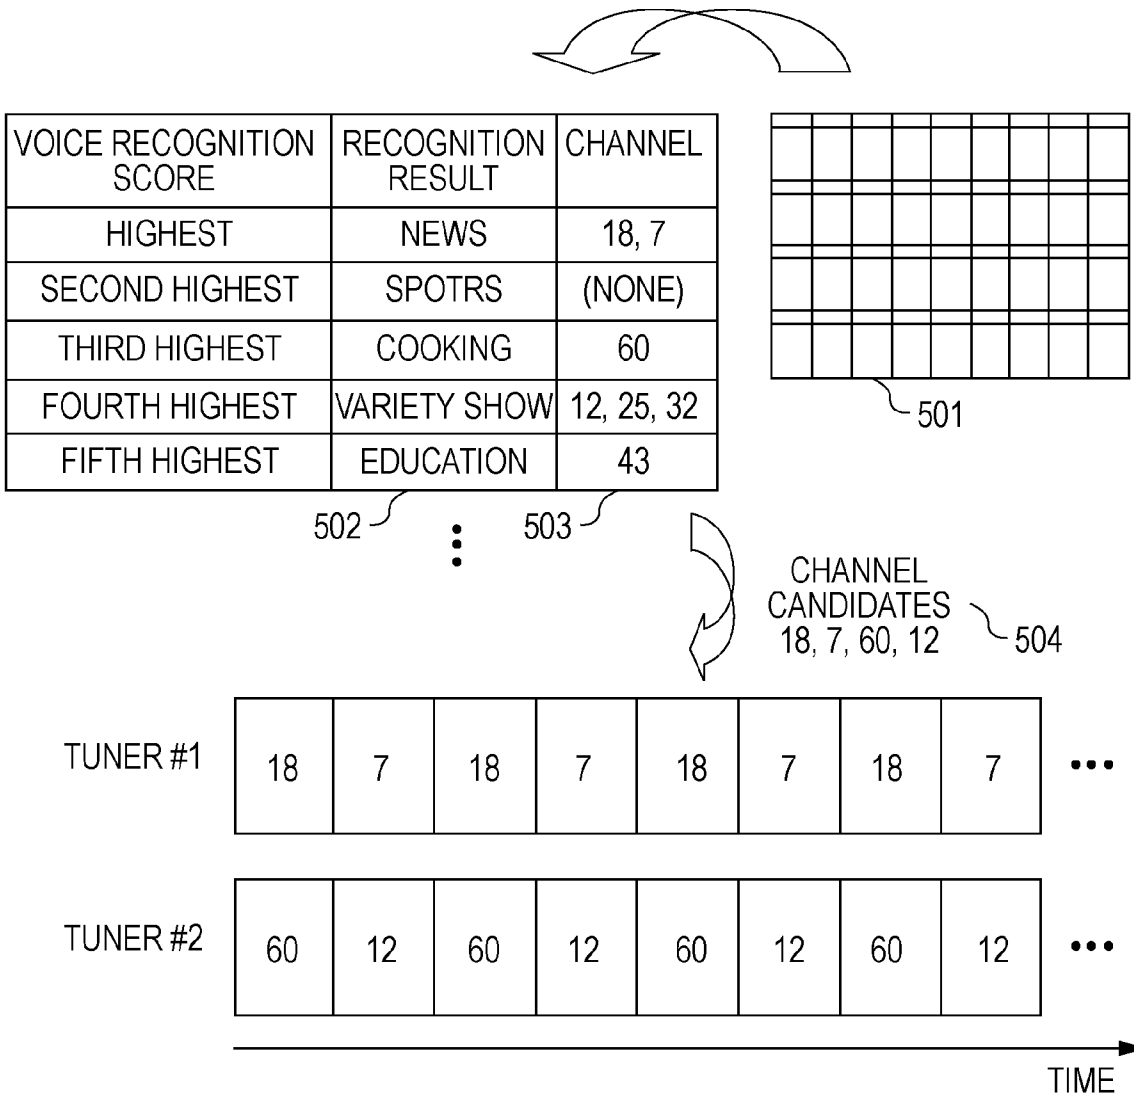 VOICE RECOGNITION SCORE | RECOGNITION RESULT | CHANNEL
HIGHEST | NEWS | 18, 7
SECOND HIGHEST | SPOTRS | (NONE)
THIRD HIGHEST | COOKING | 60
FOURTH HIGHEST | VARIETY SHOW | 12, 25, 32
FIFTH HIGHEST | EDUCATION | 43
501
502
503
CHANNEL
CANDIDATES
18, 7, 60, 12
504
TUNER #1 18 7 18 7 18 7 18 7 •••
TUNER #2 60 12 60 12 60 12 60 12 •••
TIME